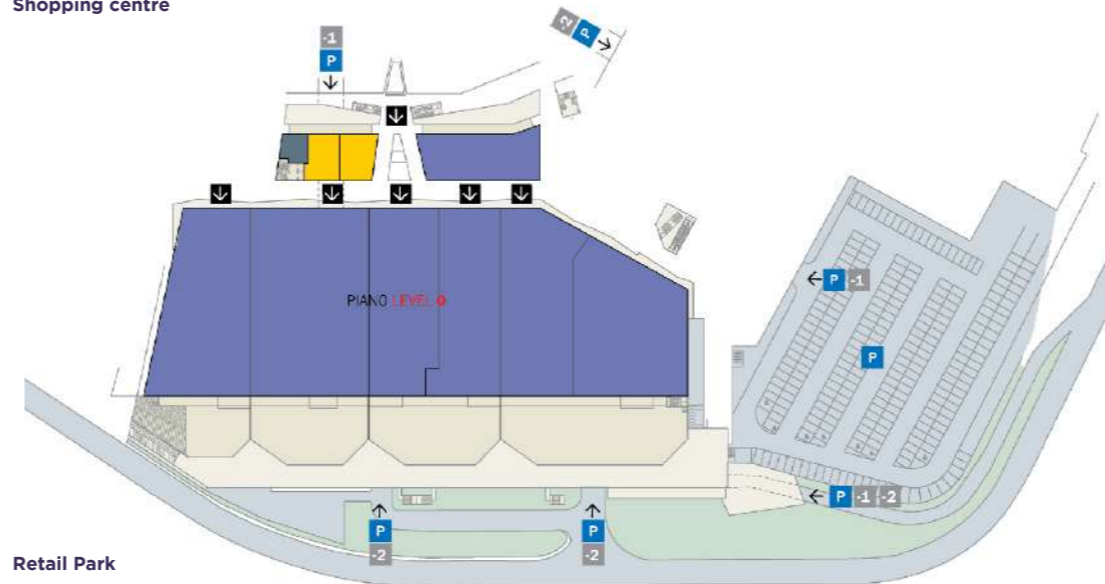 Shopping centre
-1
P
-2 P
PIANO LEVEL 0
P -1
P
P -1 -2
P
-2
P
-2
Retail Park